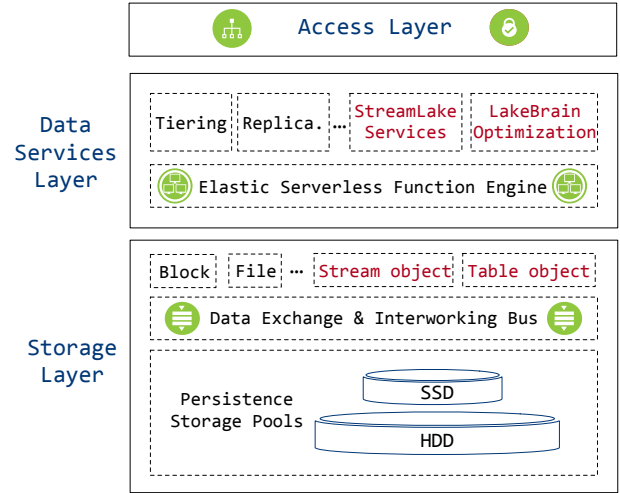 Access Layer
Data
Services
Layer
Tiering
Replica.
...
StreamLake
Services
LakeBrain
Optimization
Elastic Serverless Function Engine
Storage
Layer
Block
File
...
Stream object
Table object
Data Exchange & Interworking Bus
Persistence
Storage Pools
SSD
HDD